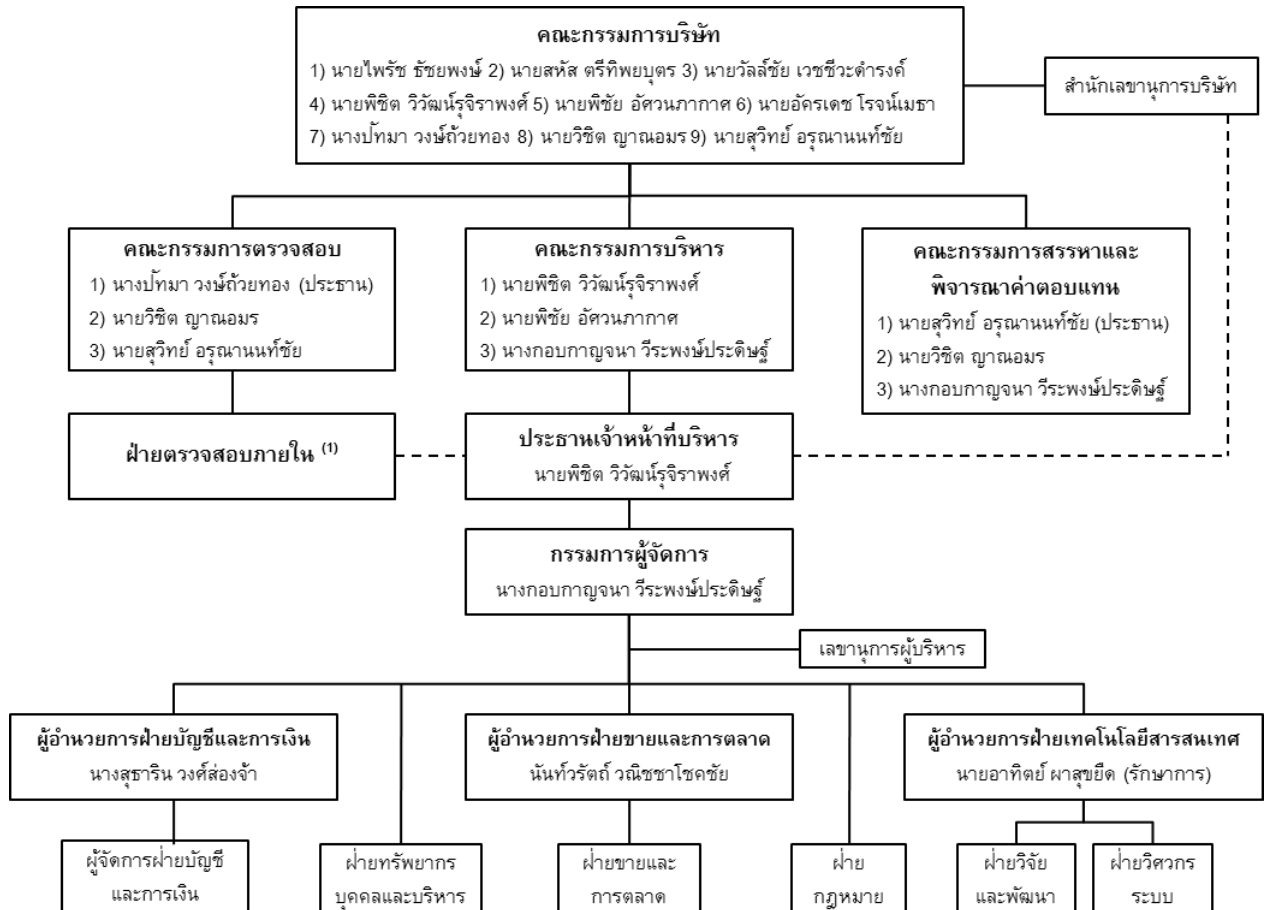 คณะกรรมการบริษัท
1) นายไพรัช ธัชยพงษ์ 2) นายสหัส ตรีทิพยบุตร 3) นายวัลล์ชัย เวชชีวะดำรงค์
4) นายพิชิต วิวัฒน์รุจิราพงศ์ 5) นายพิชัย อัศวนภากาศ 6) นายอัครเดช โรจน์เมธา
7) นางปัทมา วงษ์ถ้วยทอง 8) นายวิชิต ญาณอมร 9) นายสุวิทย์ อรุณานนท์ชัย
สำนักเลขานุการบริษัท
คณะกรรมการตรวจสอบ
1) นางปัทมา วงษ์ถ้วยทอง (ประธาน)
2) นายวิชิต ญาณอมร
3) นายสุวิทย์ อรุณานนท์ชัย
คณะกรรมการบริหาร
1) นายพิชิต วิวัฒน์รุจิราพงศ์
2) นายพิชัย อัศวนภากาศ
3) นางกอบกาญจนา วีระพงษ์ประดิษฐ์
คณะกรรมการสรรหาและ
พิจารณาค่าตอบแทน
1) นายสุวิทย์ อรุณานนท์ชัย (ประธาน)
2) นายวิชิต ญาณอมร
3) นางกอบกาญจนา วีระพงษ์ประดิษฐ์
ฝ่ายตรวจสอบภายใน (1)
ประธานเจ้าหน้าที่บริหาร
นายพิชิต วิวัฒน์รุจิราพงศ์
กรรมการผู้จัดการ
นางกอบกาญจนา วีระพงษ์ประดิษฐ์
เลขานุการผู้บริหาร
ผู้อำนวยการฝ่ายบัญชีและการเงิน
นางสุธาริน วงศ์ส่องจ้า
ผู้อำนวยการฝ่ายขายและการตลาด
นันท์วรัตถ์ วณิชชาโชคชัย
ผู้อำนวยการฝ่ายเทคโนโลยีสารสนเทศ
นายอาทิตย์ ผาสุขยืด (รักษาการ)
ผู้จัดการฝ่ายบัญชี
และการเงิน
ฝ่ายทรัพยากร
บุคคลและบริหาร
ฝ่ายขายและ
การตลาด
ฝ่าย
กฎหมาย
ฝ่ายวิจัย
และพัฒนา
ฝ่ายวิศวกร
ระบบ